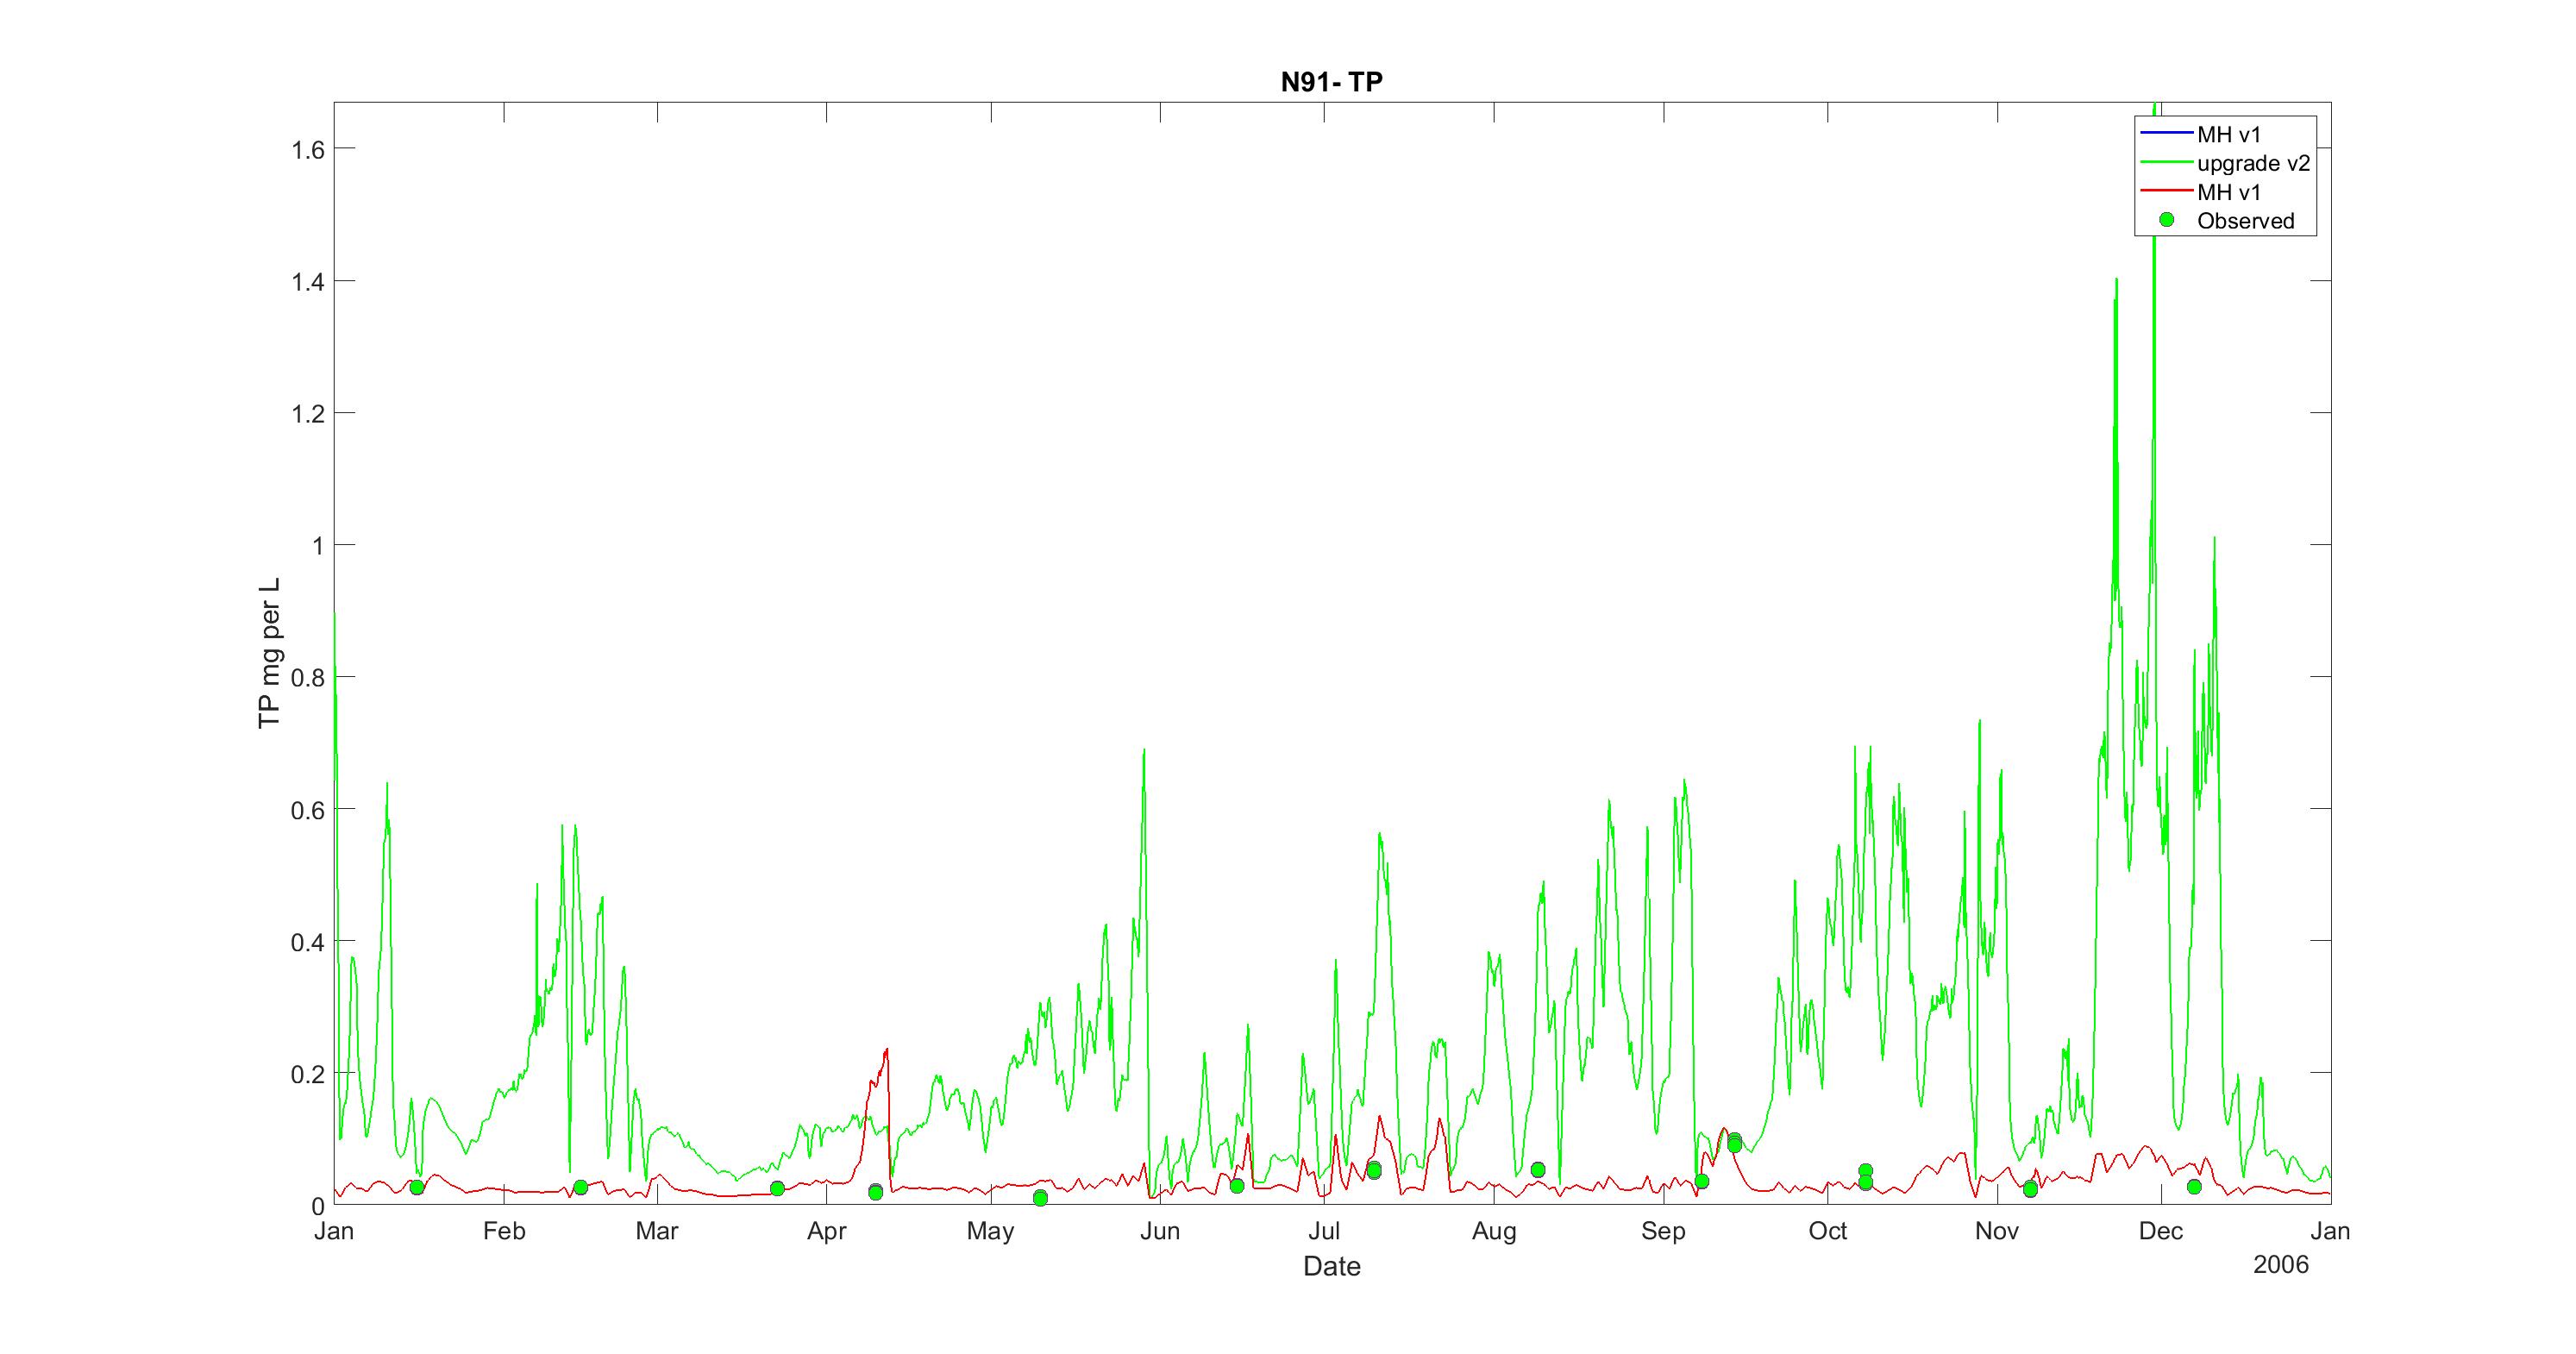 N91- TP
MH v1
upgrade v2
MH v1
Observed
1.6
1.4
1.2
1
0.8
0.6
0.4
0.2
0
TP mg per L
Jan Feb Mar Apr May Jun Jul Aug Sep Oct Nov Dec Jan
Date
2006